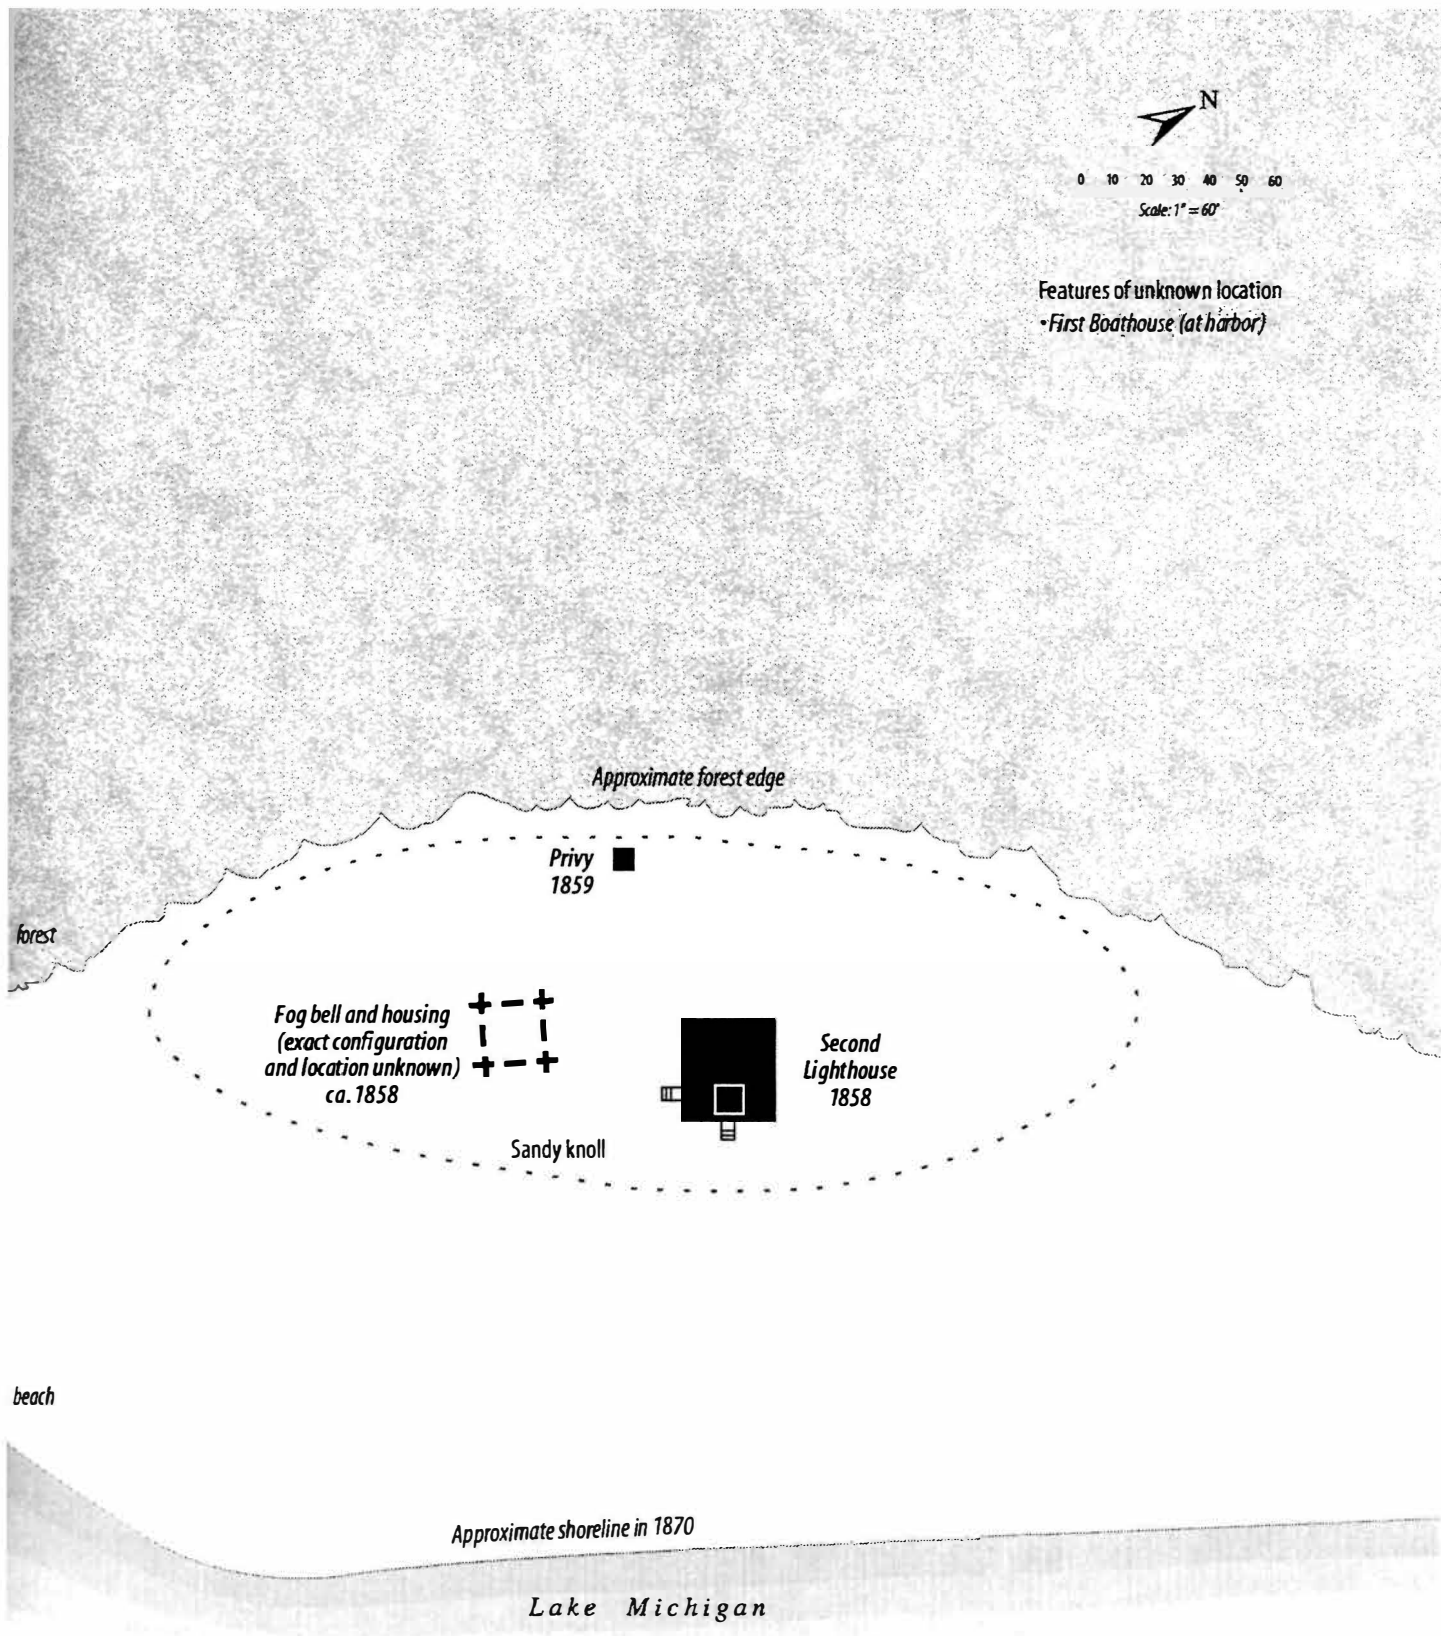 N
0 10 20 30 40 50 60
Scale: 1" = 60'
Features of unknown location
•First Boathouse (at harbor)
Approximate forest edge
Privy
1859
forest
Fog bell and housing
(exact configuration
and location unknown)
ca. 1858
Second
Lighthouse
1858
Sandy knoll
beach
Approximate shoreline in 1870
Lake Michigan